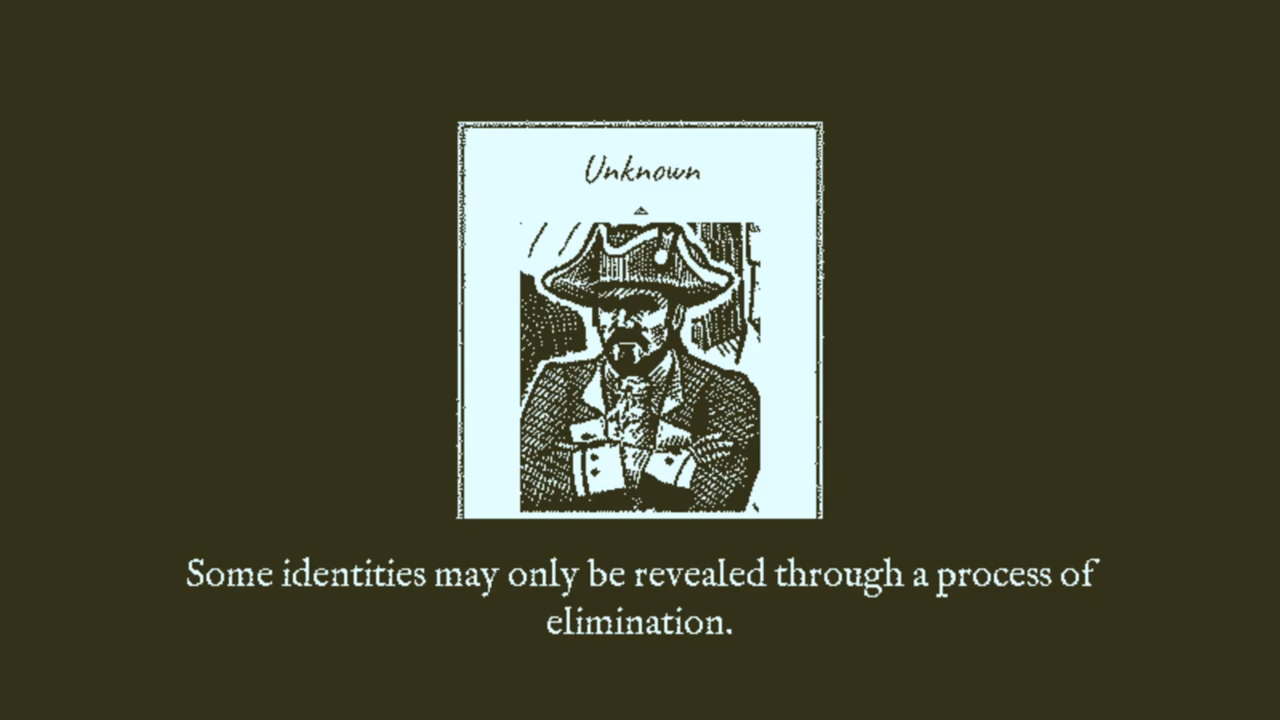 Unknown
Some identities may only be revealed through a process of
elimination.